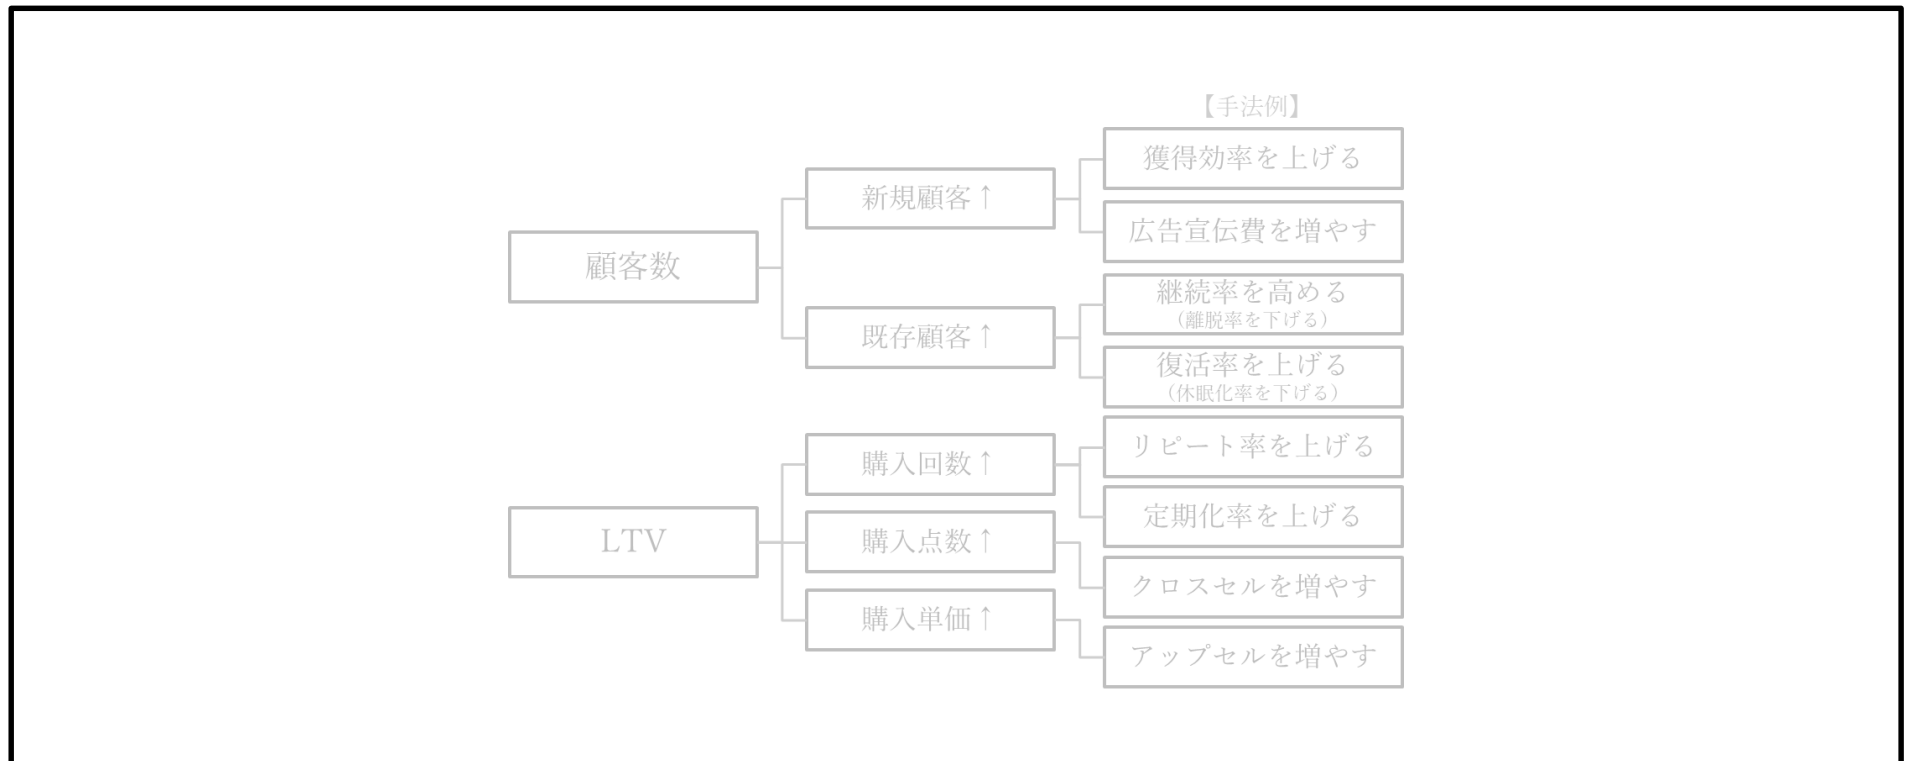 【手法例】
獲得効率を上げる
新規顧客↑
広告宣伝費を増やす
顧客数
継続率を高める
（離脱率を下げる）
既存顧客↑
復活率を上げる
（休眠化率を下げる）
リピート率を上げる
購入回数↑
定期化率を上げる
LTV
購入点数↑
クロスセルを増やす
購入単価↑
アップセルを増やす